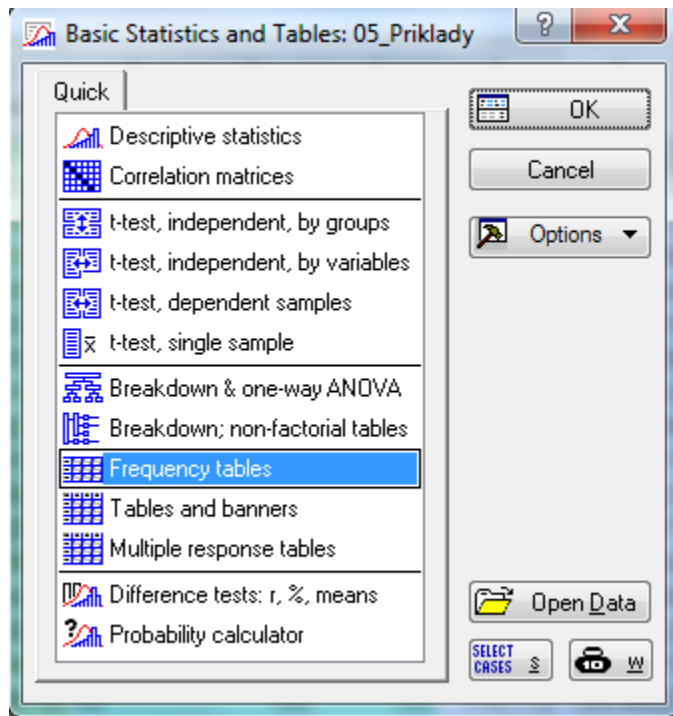 Basic Statistics and Tables: 05_Priklady
Quick
Descriptive statistics
Correlation matrices
t-test, independent, by groups
t-test, independent, by variables
t-test, dependent samples
x t-test, single sample
Breakdown & one-way ANOVA
Breakdown; non-factorial tables
Frequency tables
Tables and banners
Multiple response tables
Difference tests: r, %, means
? Probability calculator
OK
Cancel
Options
Open Data
SELECT
CASES S
W